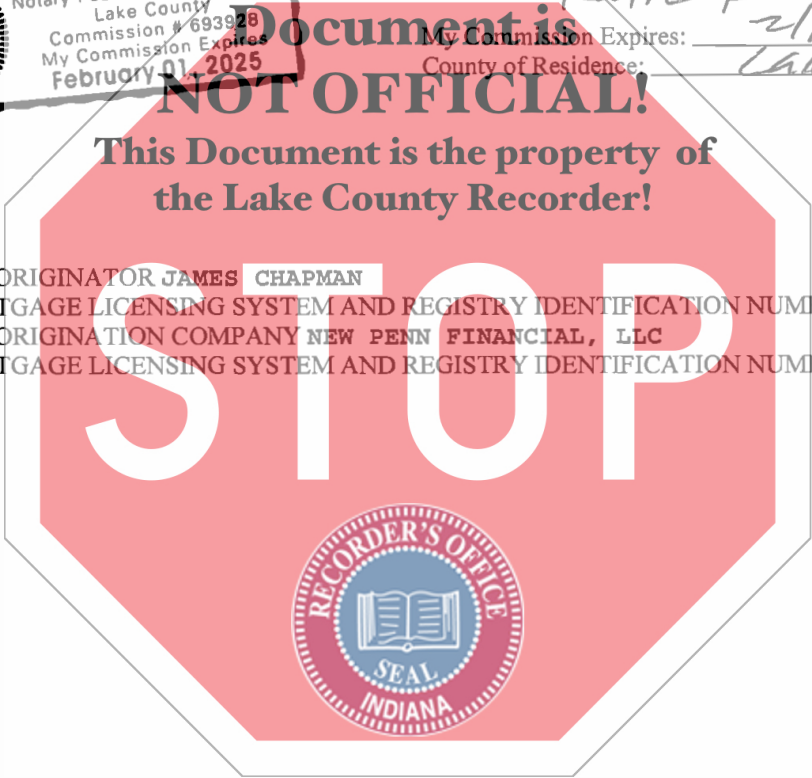 Lake County
Commission # 693928
My Commission Expires
February 01, 2025
Document is
My Commission Expires:
County of Residence:
NOT OFFICIAL!
This Document is the property of
the Lake County Recorder!
ORIGINATOR JAMES CHAPMAN
TGAGE LICENSING SYSTEM AND REGISTRY IDENTIFICATION NUM
ORIGINATION COMPANY NEW PENN FINANCIAL, LLC
TGAGE LICENSING SYSTEM AND REGISTRY IDENTIFICATION NUM
STOP
RECORDER'S OFFICE
SEAL
INDIANA